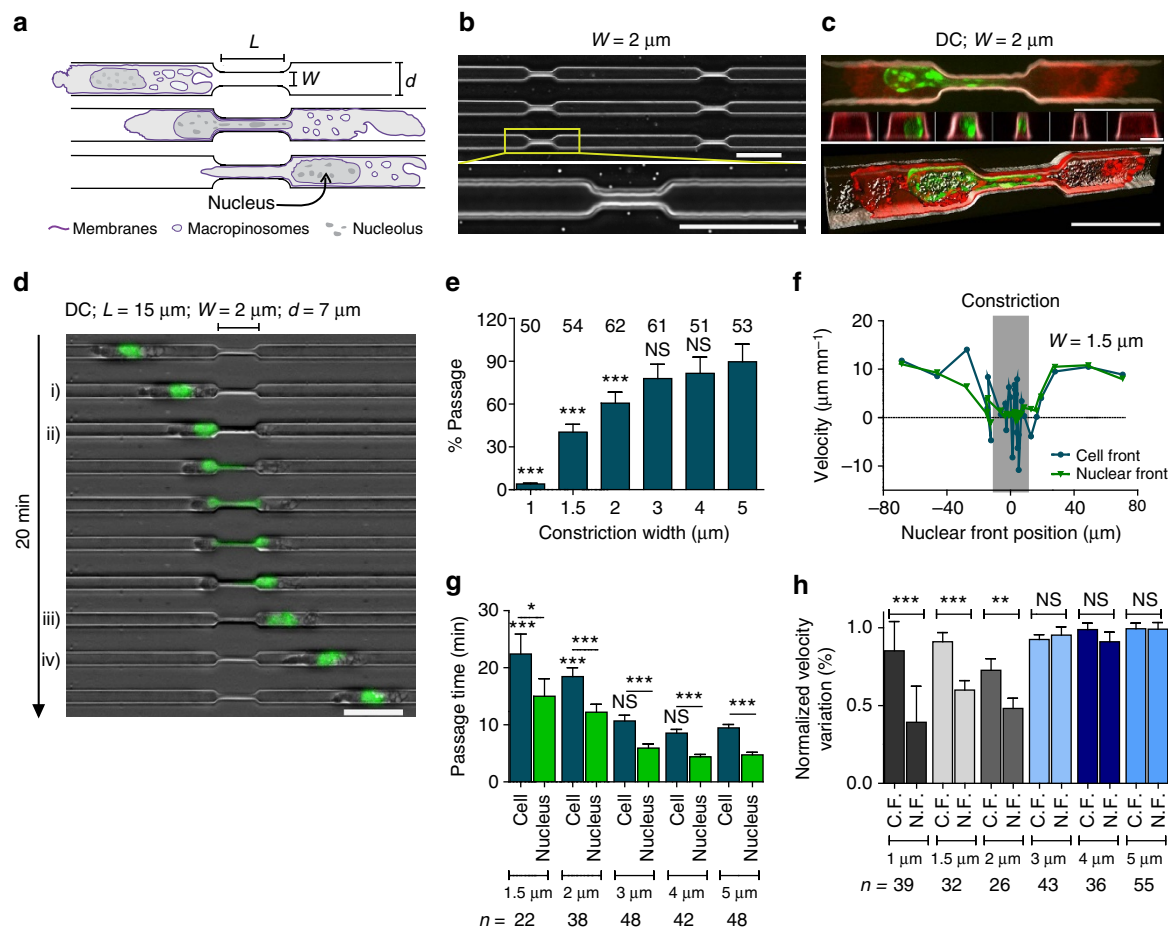 a
L
W
d
Nucleus
Membranes
Macropinosomes
Nucleolus
b
W = 2 μm
c
DC; W = 2 μm
d
DC; L = 15 μm; W = 2 μm; d = 7 μm
20 min
i)
ii)
iii)
iv)
e
120
90
60
30
0
% Passage
50 54 62 61 51 53
*** *** *** NS NS
1 1.5 2 3 4 5
Constriction width (μm)
f
Constriction
W = 1.5 μm
20
10
0
−10
Velocity (μm mn⁻¹)
Cell front
Nuclear front
−80 −40 0 40 80
Nuclear front position (μm)
g
30
20
10
0
Passage time (min)
* *** *** *** ***
*** *** NS NS
Cell Nucleus Cell Nucleus Cell Nucleus Cell Nucleus Cell Nucleus
1.5 μm 2 μm 3 μm 4 μm 5 μm
n = 22 38 48 42 48
h
*** *** ** NS NS NS
1.0
0.5
0.0
Normalized velocity
variation (%)
C.F. N.F. C.F. N.F. C.F. N.F. C.F. N.F. C.F. N.F. C.F. N.F.
1 μm 1.5 μm 2 μm 3 μm 4 μm 5 μm
n = 39 32 26 43 36 55